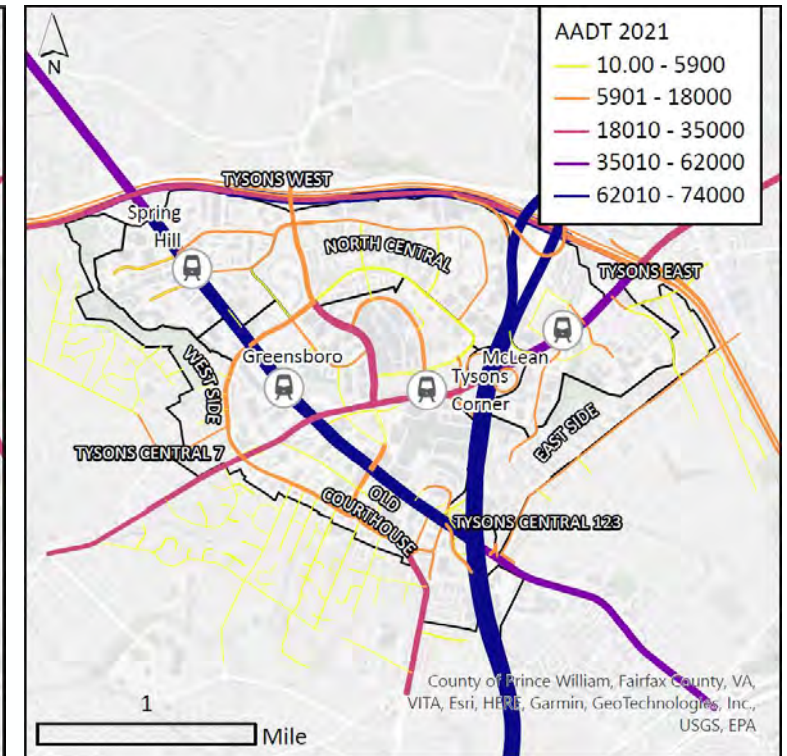 AADT 2021
10.00 - 5900
5901 - 18000
18010 - 35000
35010 - 62000
62010 - 74000
N
TYSONS WEST
Spring
Hill
NORTH CENTRAL
TYSONS EAST
Greensboro
McLean
Tysons
Corner
WEST SIDE
EAST SIDE
TYSONS CENTRAL 7
OLD
COURTHOUSE
TYSONS CENTRAL 123
County of Prince William, Fairfax County, VA,
VITA, Esri, HERE, Garmin, GeoTechnologies, Inc.,
USGS, EPA
1
Mile